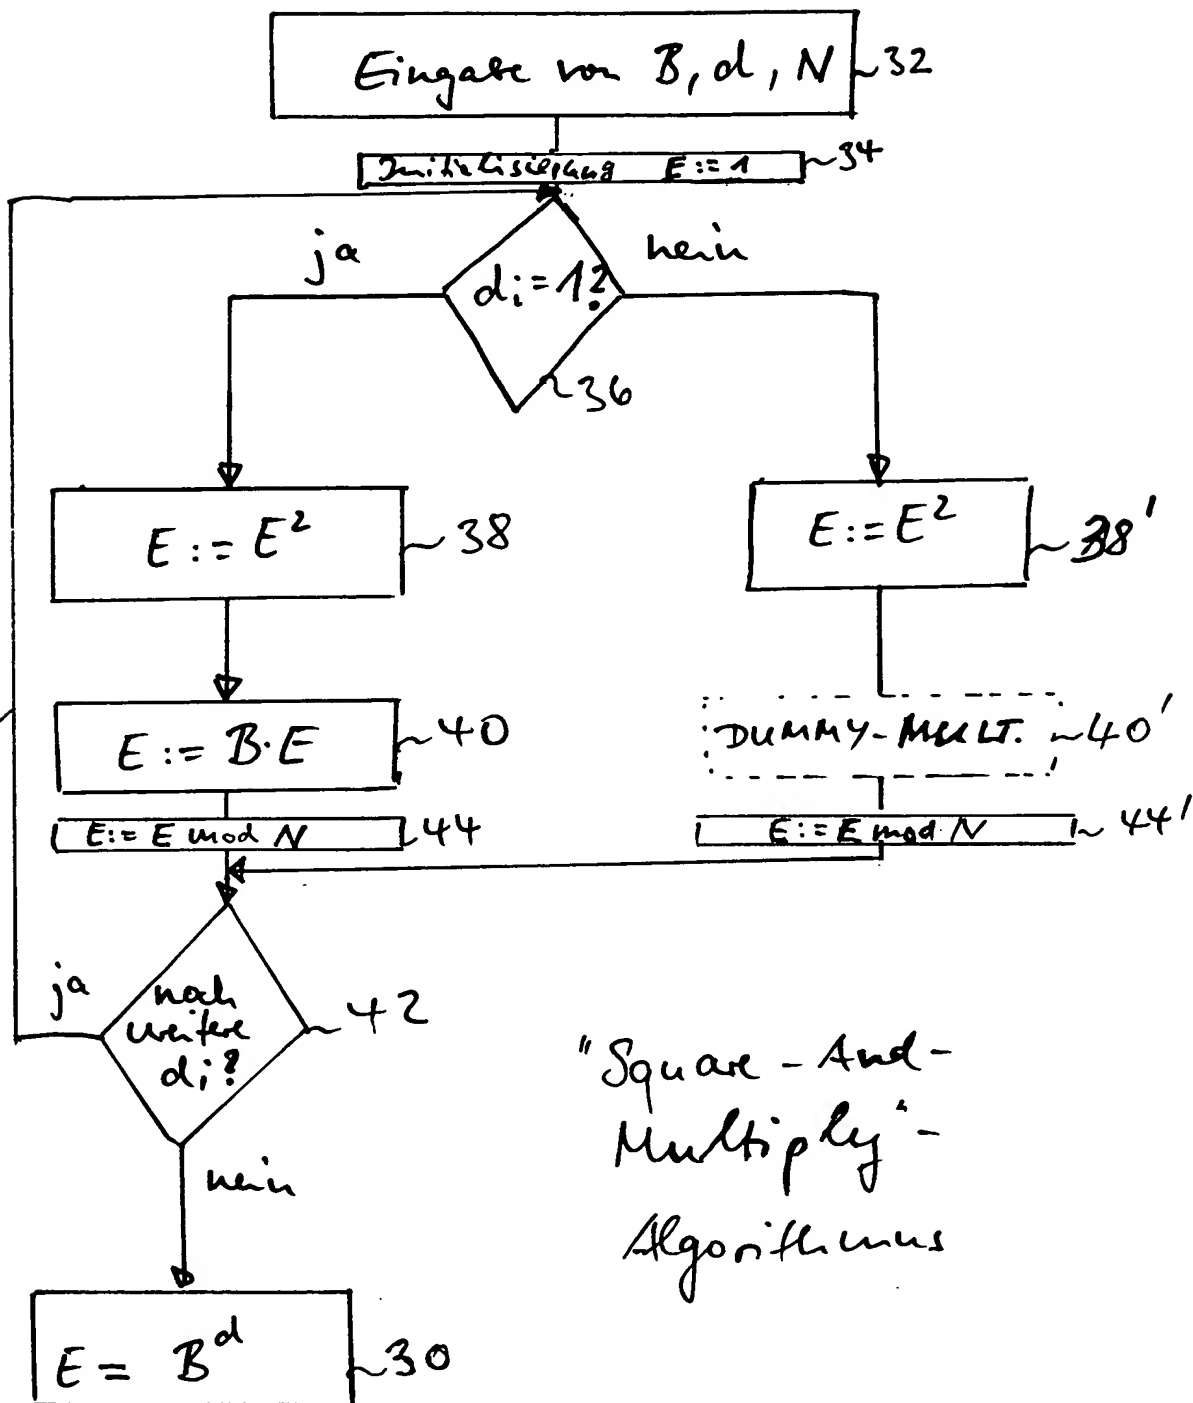 Eingabe von B, d, N 32
Initialisierung E := 1 34
ja
nein
di = 1?
36
E := E² 38
E := E² 38'
E := B·E 40
DUMMY-MULT. 40'
E := E mod N 44
E := E mod N 44'
ja
noch
weitere
di?
42
nein
"Square-And-
Multiply"-
Algorithmus
E = B^d 30